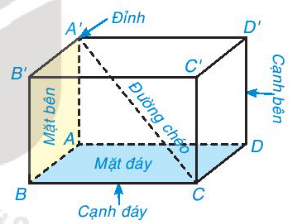 Đỉnh
A'
D'
B'
C'
Mặt bên
Đường chéo
Cạnh bên
A
D
Mặt đáy
B
C
Cạnh đáy